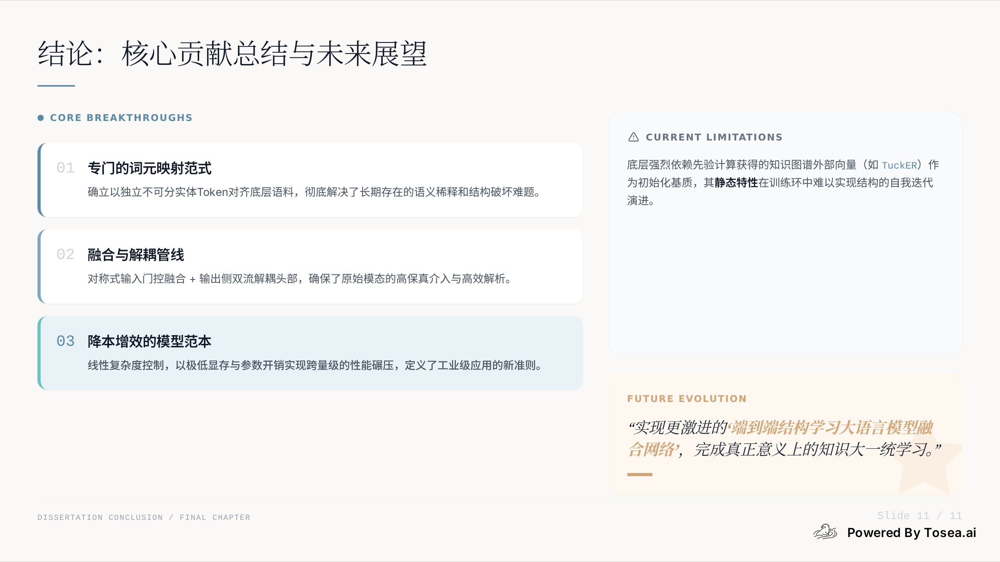 结论：核心贡献总结与未来展望
CORE BREAKTHROUGHS
01 专门的词元映射范式
确立以独立不可分实体Token对齐底层语料，彻底解决了长期存在的语义稀释和结构破坏难题。
02 融合与解耦管线
对称式输入门控融合 + 输出侧双流解耦头部，确保了原始模态的高保真介入与高效解析。
03 降本增效的模型范本
线性复杂度控制，以极低显存与参数开销实现跨量级的性能碾压，定义了工业级应用的新准则。
CURRENT LIMITATIONS
底层强烈依赖先验计算获得的知识图谱外部向量（如 TuckER）作
为初始化基质，其静态特性在训练环中难以实现结构的自我迭代
演进。
FUTURE EVOLUTION
“实现更激进的‘端到端结构学习大语言模型融
合网络’，完成真正意义上的知识大一统学习。”
DISSERTATION CONCLUSION / FINAL CHAPTER
Slide 11 / 11
Powered By Tosea.ai